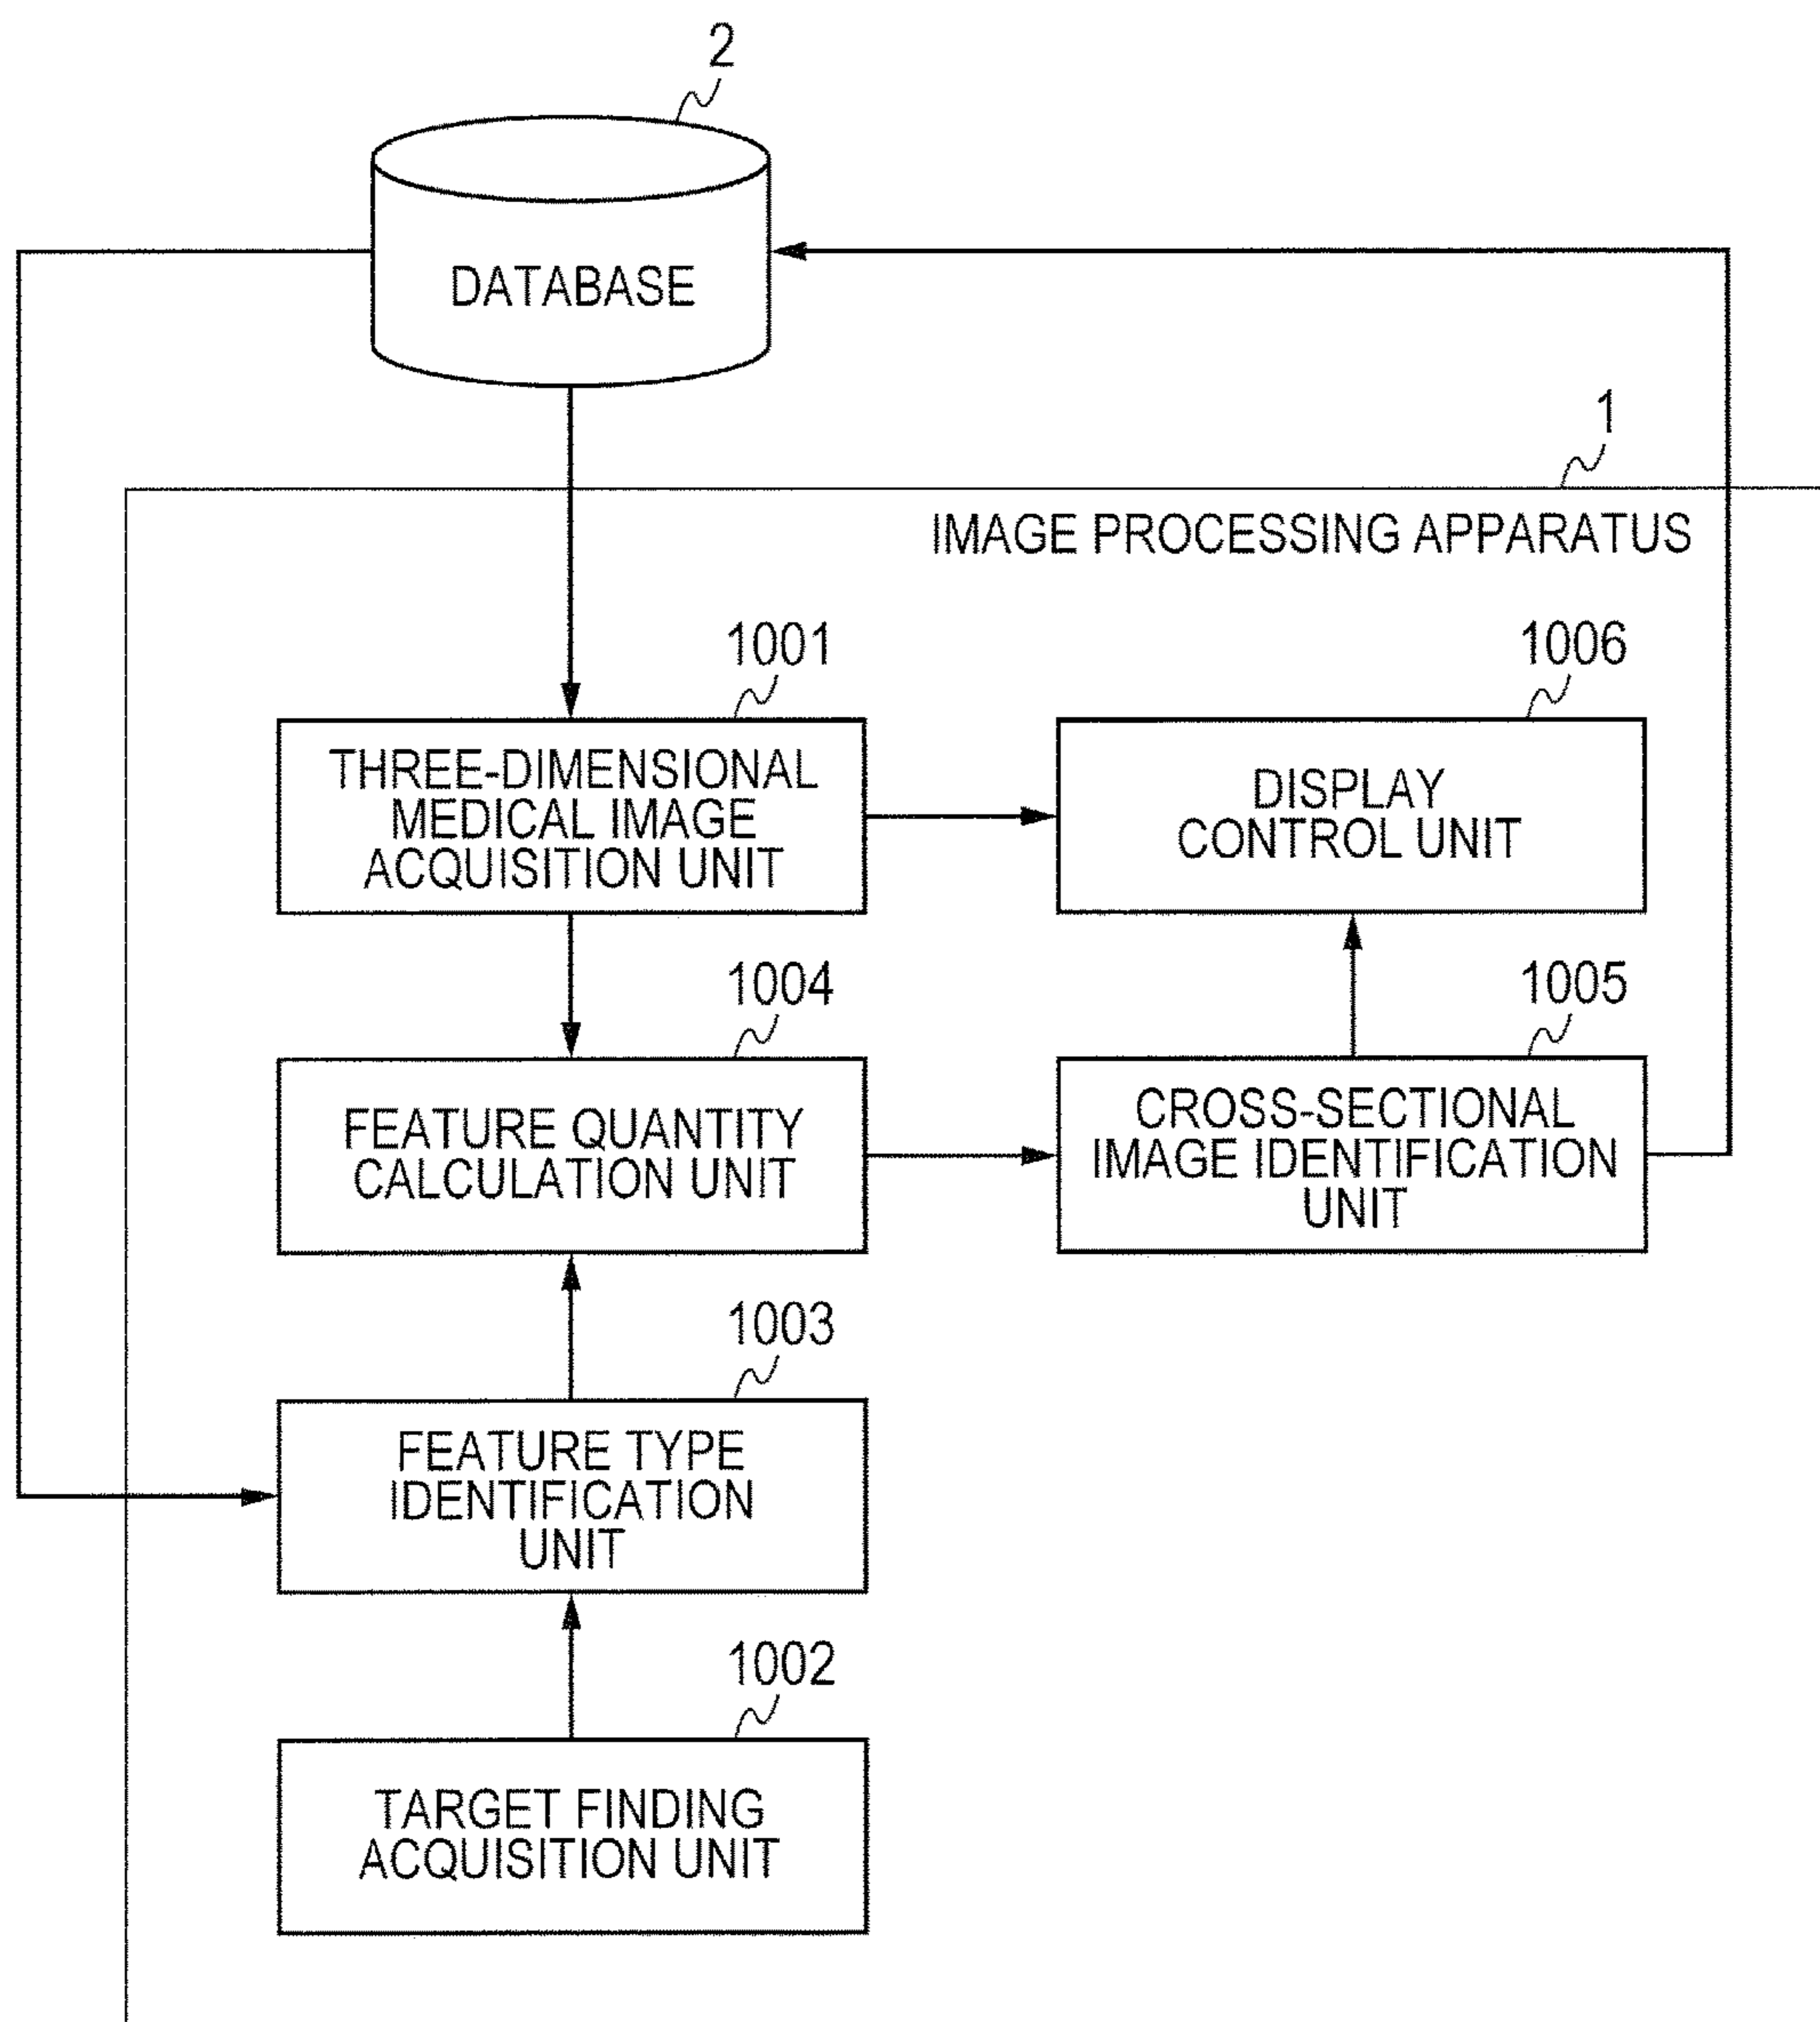 2
DATABASE
1
IMAGE PROCESSING APPARATUS
1001
THREE-DIMENSIONAL
MEDICAL IMAGE
ACQUISITION UNIT
1006
DISPLAY
CONTROL UNIT
1004
FEATURE QUANTITY
CALCULATION UNIT
1005
CROSS-SECTIONAL
IMAGE IDENTIFICATION
UNIT
1003
FEATURE TYPE
IDENTIFICATION
UNIT
1002
TARGET FINDING
ACQUISITION UNIT